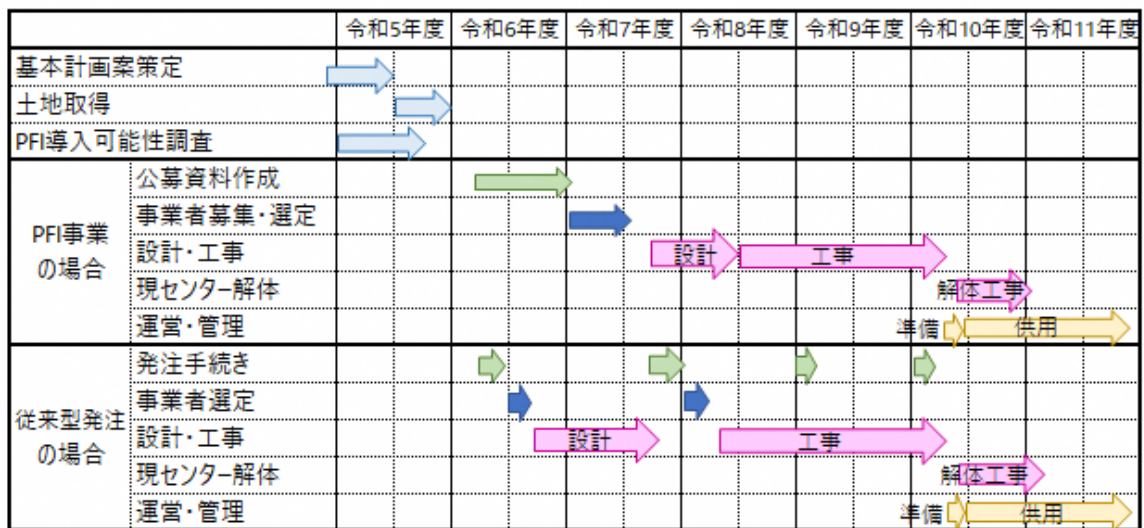 令和5年度 令和6年度 令和7年度 令和8年度 令和9年度 令和10年度 令和11年度
基本計画案策定
土地取得
PFI導入可能性調査
PFI事業
の場合
公募資料作成
事業者募集・選定
設計・工事 設計 工事
現センター解体 解体工事
運営・管理 準備 供用
従来型発注
の場合
発注手続き
事業者選定
設計・工事 設計 工事
現センター解体 解体工事
運営・管理 準備 供用